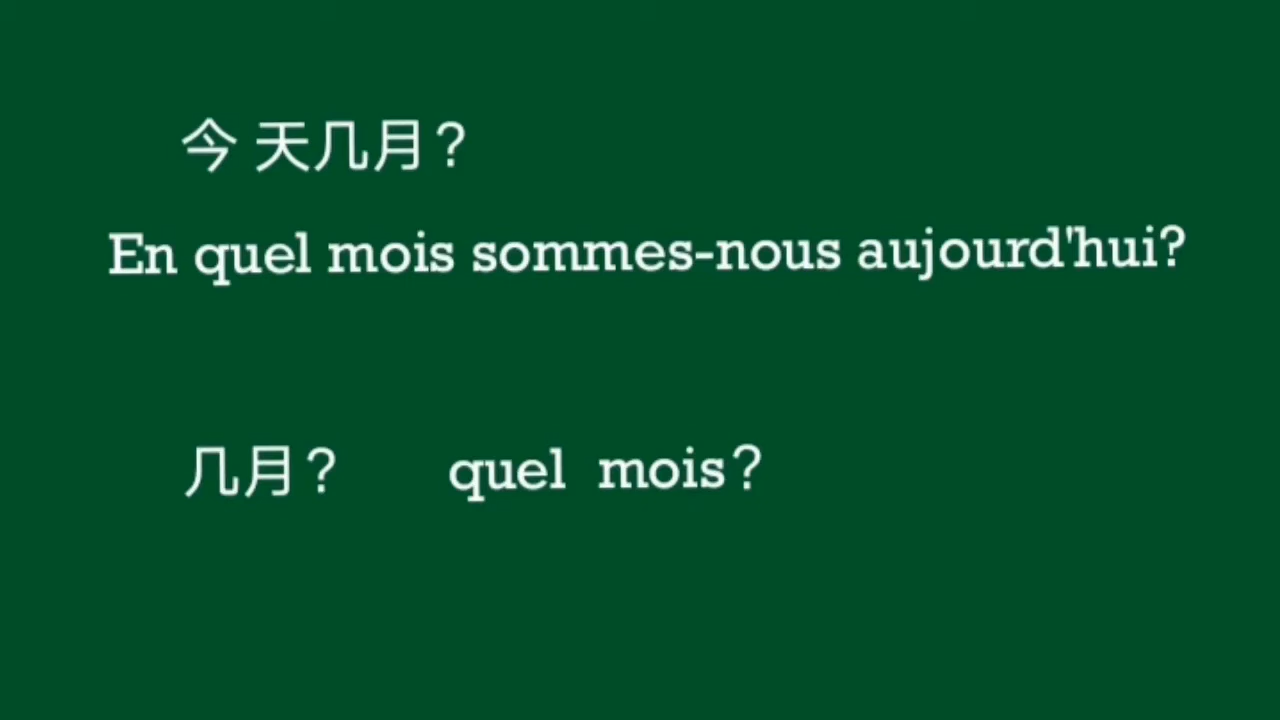 今 天几月？
En quel mois sommes-nous aujourd'hui?
几月？ quel mois？